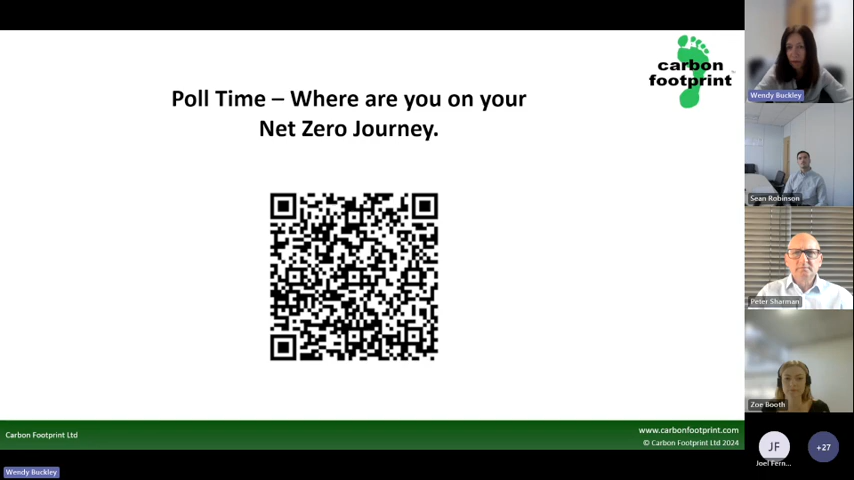 Poll Time – Where are you on your
Net Zero Journey.
carbon
footprint
Carbon Footprint Ltd
www.carbonfootprint.com
© Carbon Footprint Ltd 2024
Wendy Buckley
Wendy Buckley
Sean Robinson
Peter Sharman
Zoe Booth
JF
Joel Fern...
+27